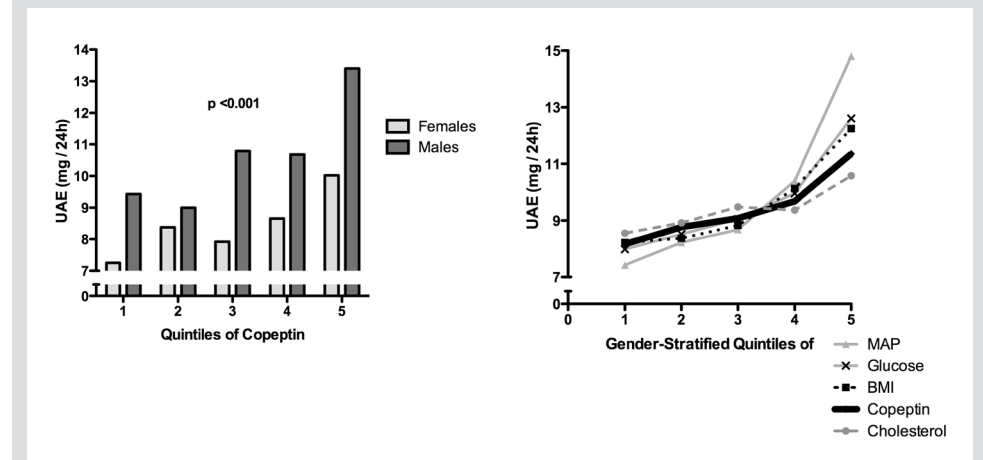 14
13
12
11
10
9
8
7
0
UAE (mg / 24h)
p <0.001
1 2 3 4 5
Quintiles of Copeptin
Females
Males
15
13
11
9
7
0
UAE (mg / 24h)
0 1 2 3 4 5
Gender-Stratified Quintiles of
MAP
Glucose
BMI
Copeptin
Cholesterol